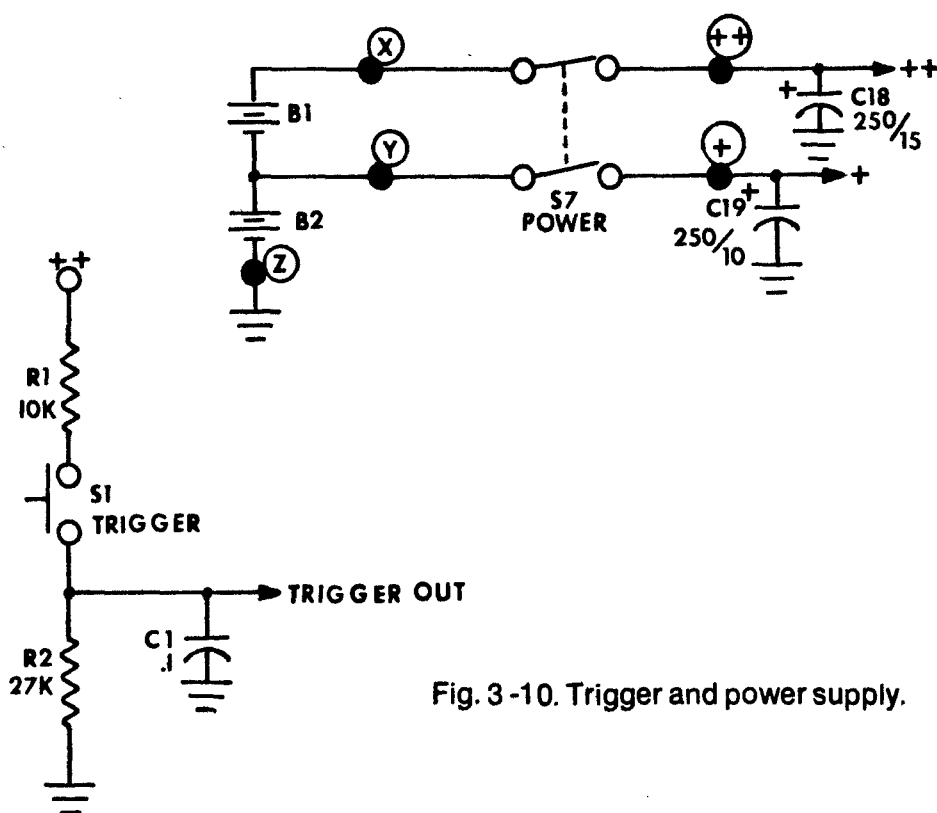 X
++
++
B1
+
C18
250/15
Y
+
+
B2
S7
POWER
+
C19
250/10
Z
++
R1
10K
S1
TRIGGER
TRIGGER OUT
C1
.1
R2
27K
Fig. 3-10. Trigger and power supply.